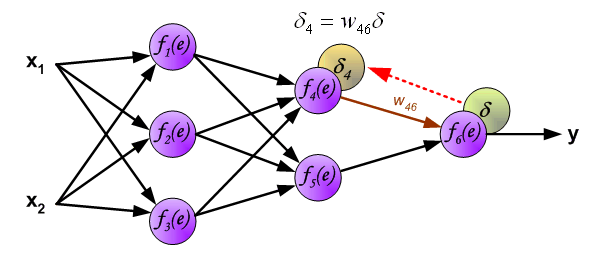 δ₄ = w₄₆δ
x₁
f₁(e)
δ₄
f₄(e)
w₄₆
δ
f₂(e)
f₆(e)
y
f₅(e)
x₂
f₃(e)